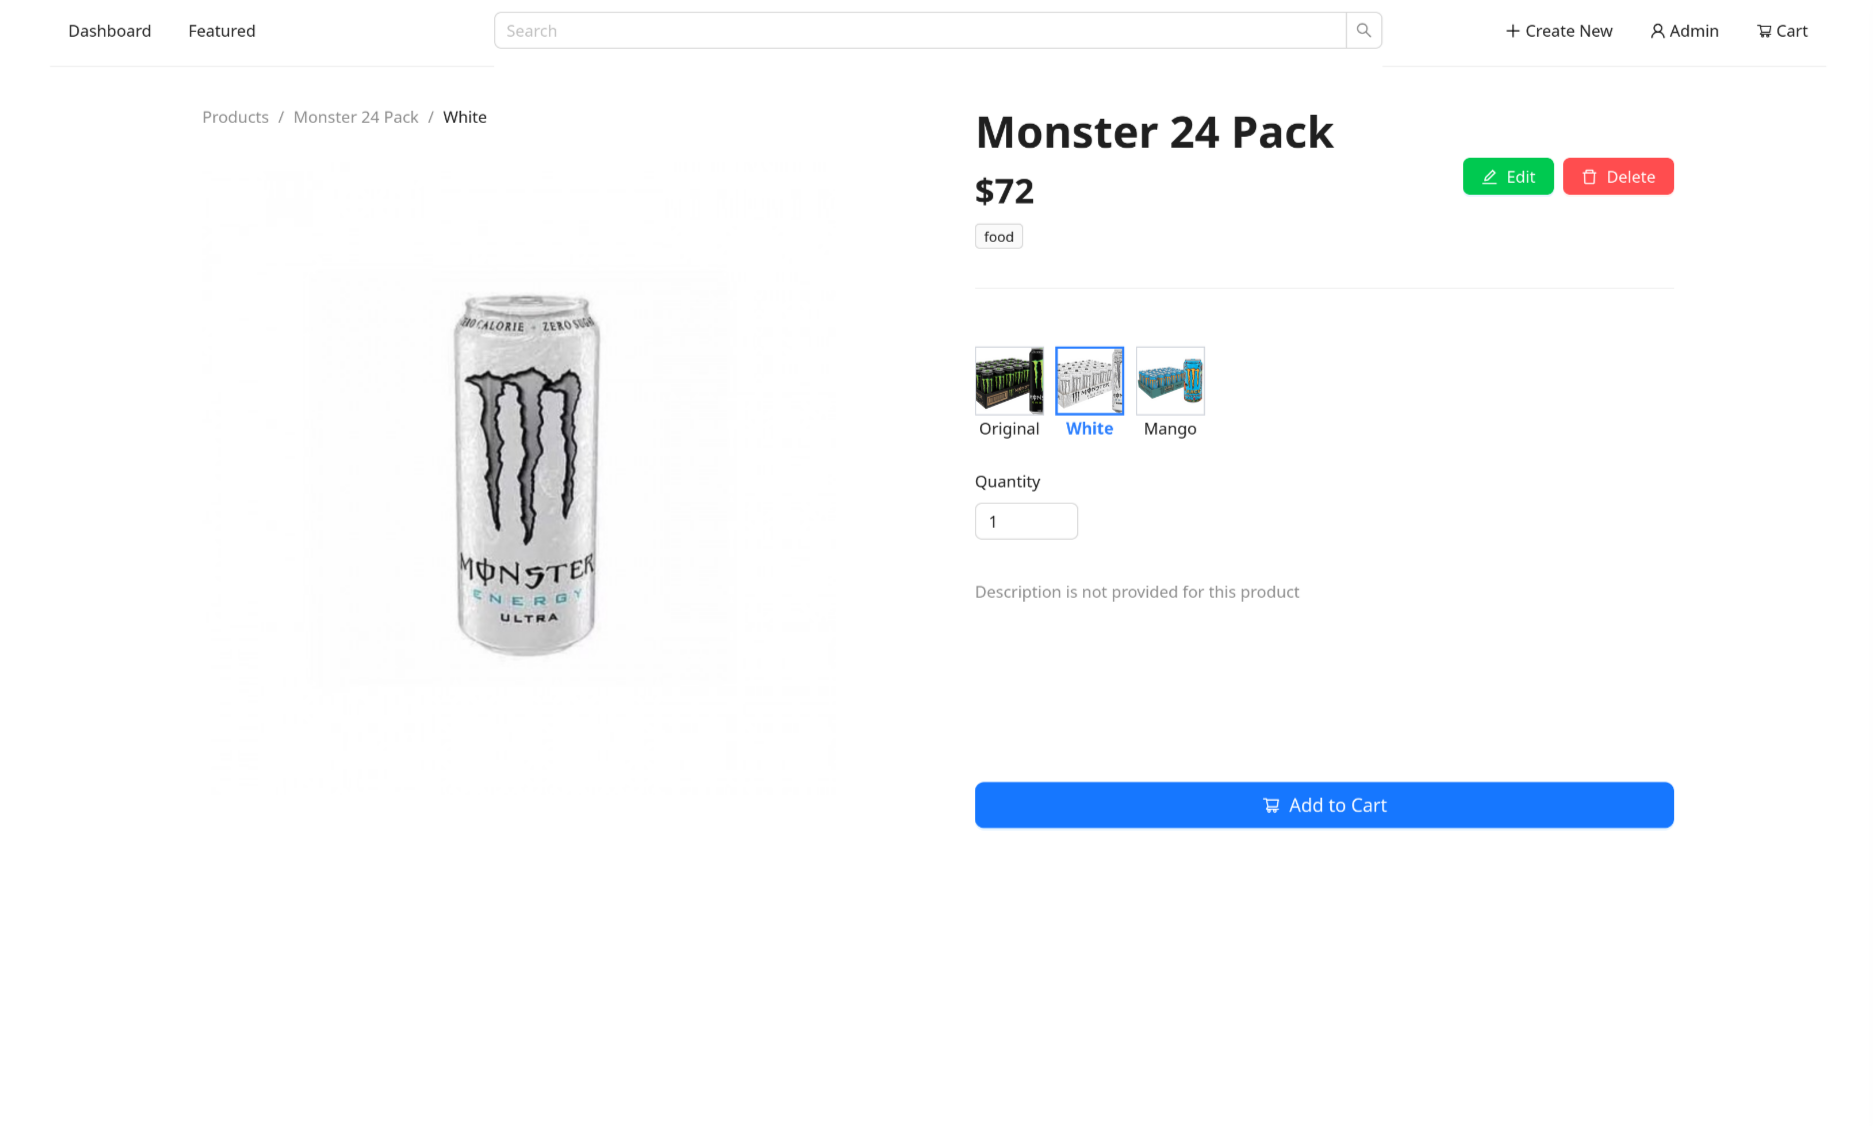 Dashboard
Featured
Search
Create New
Admin
Cart
Products / Monster 24 Pack / White
ZERO CALORIE + ZERO SUGAR
MONSTER
ENERGY
ULTRA
Monster 24 Pack
$72
food
Edit
Delete
Original
White
Mango
Quantity
1
Description is not provided for this product
Add to Cart